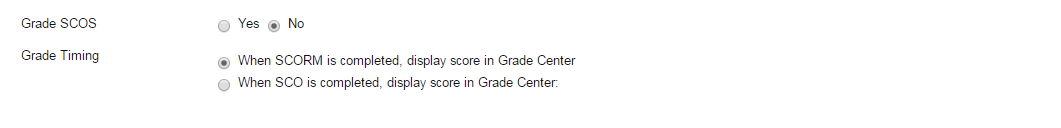 Grade SCOS Yes No
Grade Timing When SCORM is completed, display score in Grade Center
When SCO is completed, display score in Grade Center: